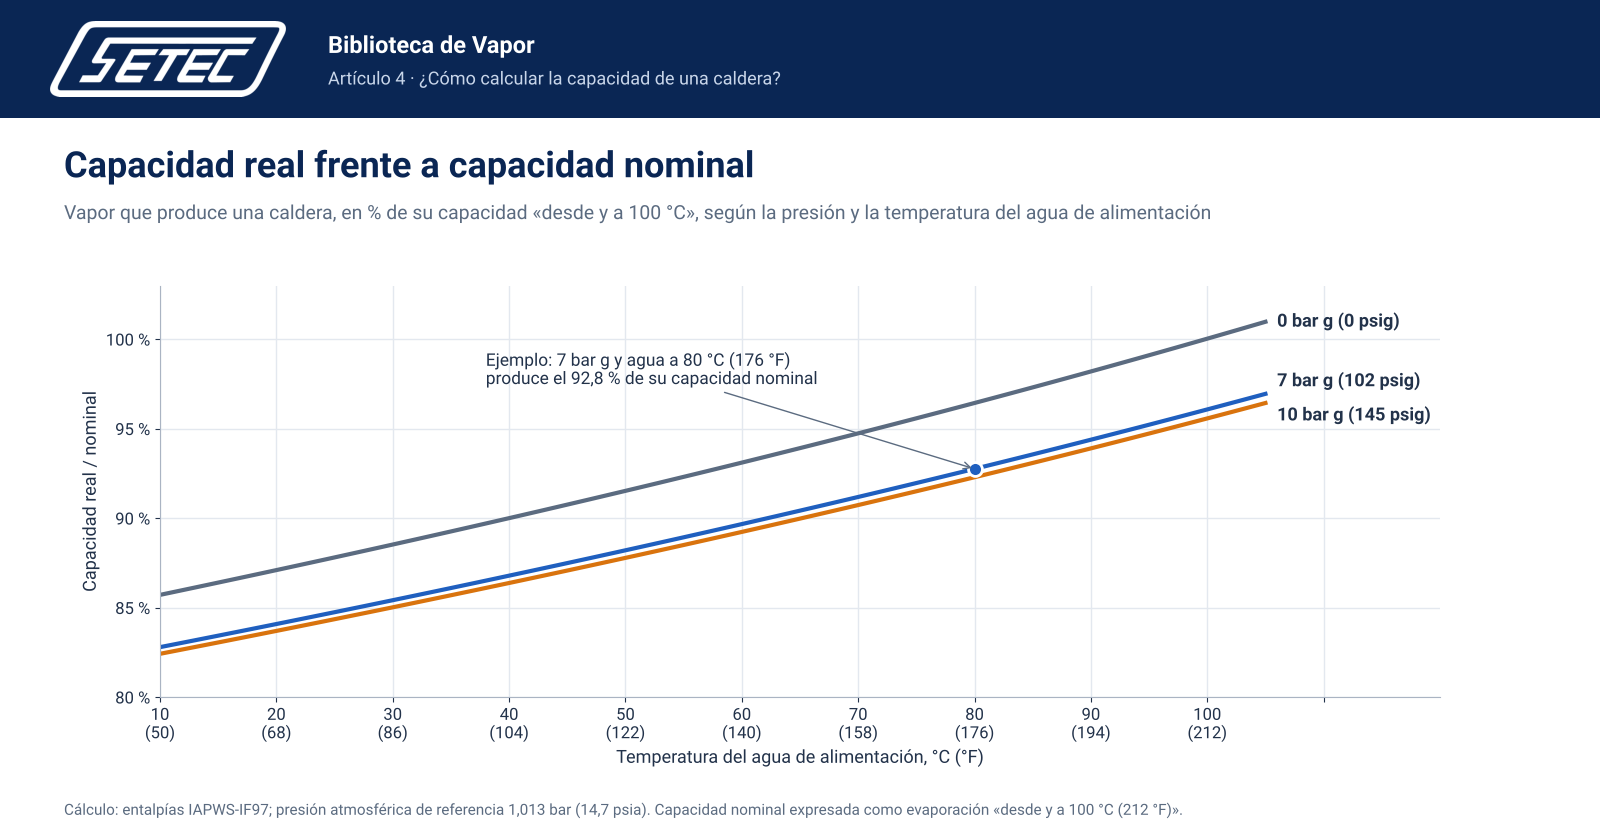 SETEC
Biblioteca de Vapor
Artículo 4 · ¿Cómo calcular la capacidad de una caldera?
Capacidad real frente a capacidad nominal
Vapor que produce una caldera, en % de su capacidad «desde y a 100 °C», según la presión y la temperatura del agua de alimentación
0 bar g (0 psig)
100 %
Ejemplo: 7 bar g y agua a 80 °C (176 °F)
produce el 92,8 % de su capacidad nominal
7 bar g (102 psig)
10 bar g (145 psig)
95 %
90 %
85 %
80 %
Capacidad real / nominal
10 20 30 40 50 60 70 80 90 100
(50) (68) (86) (104) (122) (140) (158) (176) (194) (212)
Temperatura del agua de alimentación, °C (°F)
Cálculo: entalpías IAPWS-IF97; presión atmosférica de referencia 1,013 bar (14,7 psia). Capacidad nominal expresada como evaporación «desde y a 100 °C (212 °F)».